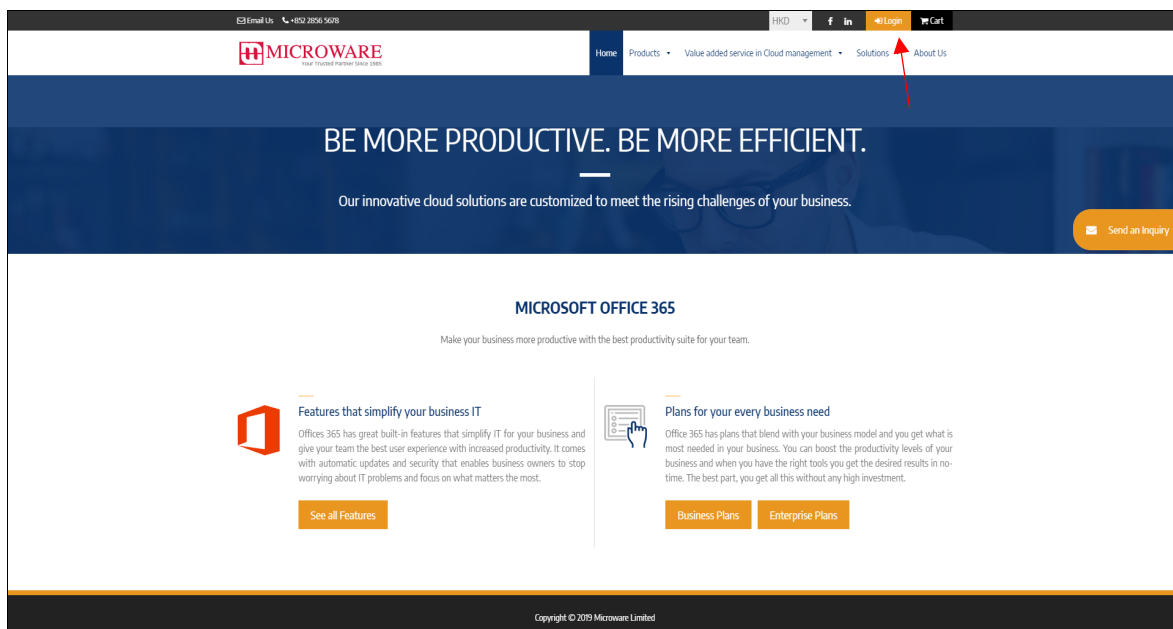 Email Us +852 2856 5678 HKD f in Login Cart
MICROWARE
Your Trusted Partner Since 1985
Home Products Value added service in Cloud management Solutions About Us
BE MORE PRODUCTIVE. BE MORE EFFICIENT.
Our innovative cloud solutions are customized to meet the rising challenges of your business.
Send an Inquiry
MICROSOFT OFFICE 365
Make your business more productive with the best productivity suite for your team.
Features that simplify your business IT
Offices 365 has great built-in features that simplify IT for your business and
give your team the best user experience with increased productivity. It comes
with automatic updates and security that enables business owners to stop
worrying about IT problems and focus on what matters the most.
See all Features
Plans for your every business need
Office 365 has plans that blend with your business model and you get what is
most needed in your business. You can boost the productivity levels of your
business and when you have the right tools you get the desired results in no-
time. The best part, you get all this without any high investment.
Business Plans Enterprise Plans
Copyright © 2019 Microware Limited